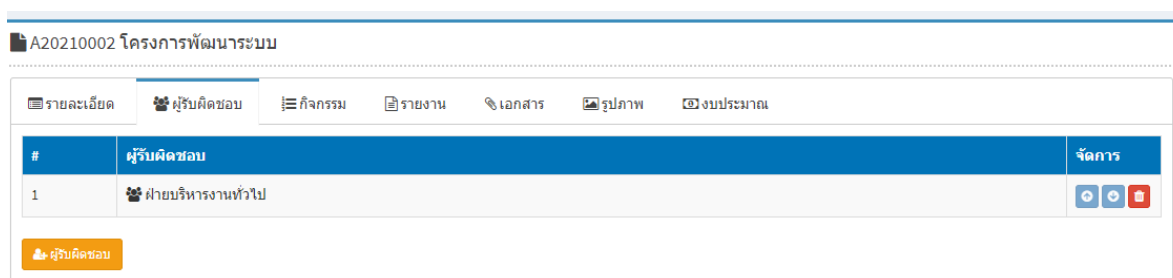 A20210002 โครงการพัฒนาระบบ
รายละเอียด ผู้รับผิดชอบ กิจกรรม รายงาน เอกสาร รูปภาพ งบประมาณ
# ผู้รับผิดชอบ จัดการ
1 ฝ่ายบริหารงานทั่วไป
ผู้รับผิดชอบ